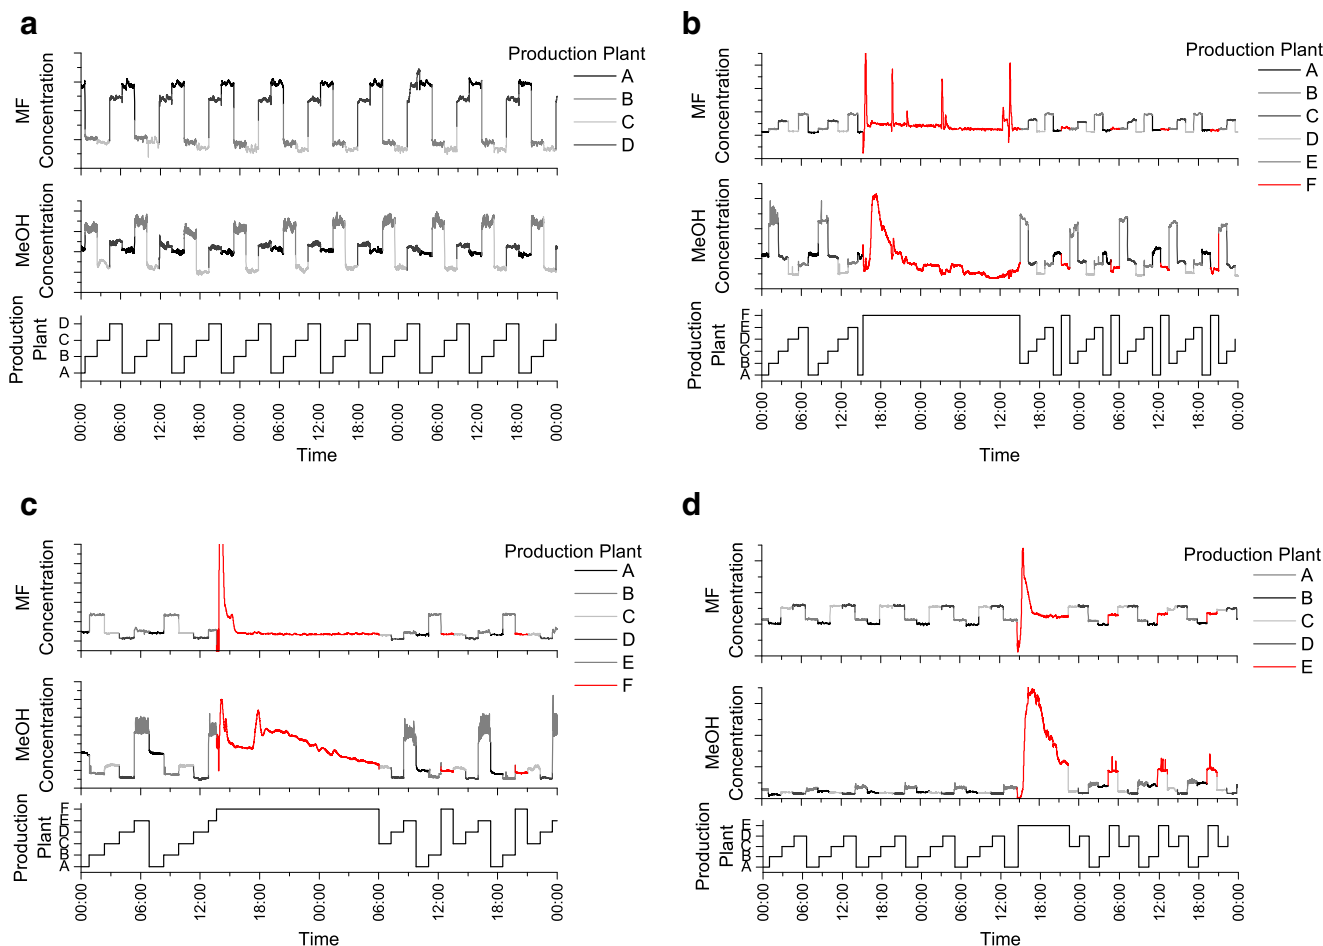 a
Production Plant
A
B
C
D
MF
Concentration
MeOH
Concentration
Production
Plant
D
C
B
A
00:00
06:00
12:00
18:00
00:00
06:00
12:00
18:00
00:00
06:00
12:00
18:00
00:00
Time
b
Production Plant
A
B
C
D
E
F
MF
Concentration
MeOH
Concentration
Production
Plant
F
E
D
C
B
A
00:00
06:00
12:00
18:00
00:00
06:00
12:00
18:00
00:00
06:00
12:00
18:00
00:00
Time
c
Production Plant
A
B
C
D
E
F
MF
Concentration
MeOH
Concentration
Production
Plant
F
E
D
C
B
A
00:00
06:00
12:00
18:00
00:00
06:00
12:00
18:00
00:00
Time
d
Production Plant
A
B
C
D
E
MF
Concentration
MeOH
Concentration
Production
Plant
E
D
C
B
A
00:00
06:00
12:00
18:00
00:00
06:00
12:00
18:00
00:00
06:00
12:00
18:00
00:00
Time